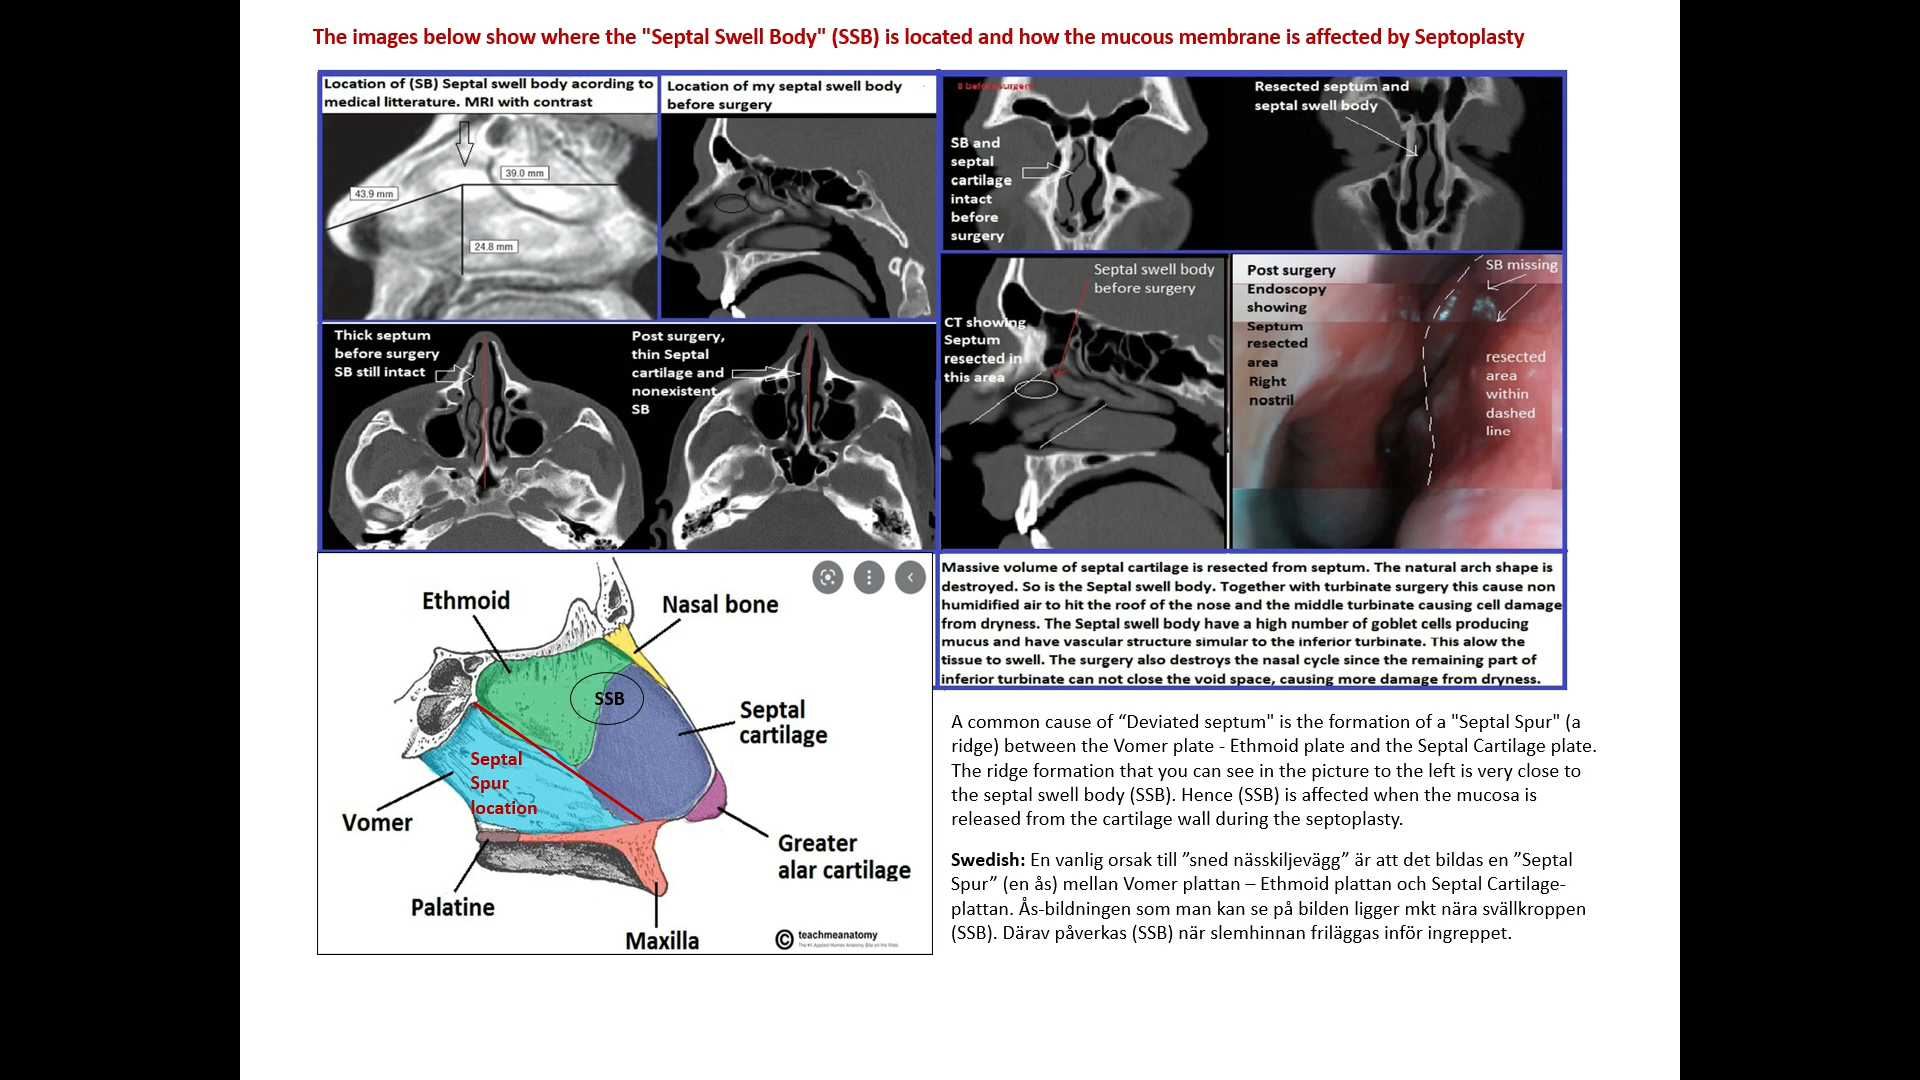 The images below show where the "Septal Swell Body" (SSB) is located and how the mucous membrane is affected by Septoplasty
Location of (SB) Septal swell body acording to
medical litterature. MRI with contrast
43.9 mm
39.0 mm
24.8 mm
Location of my septal swell body
before surgery
Thick septum
before surgery
SB still intact
Post surgery,
thin Septal
cartilage and
nonexistent
SB
before surgery
SB and
septal
cartilage
intact
before
surgery
Resected septum and
septal swell body
Septal swell body
before surgery
CT showing
Septum
resected in
this area
Post surgery
Endoscopy
showing
Septum
resected
area
Right
nostril
SB missing
resected
area
within
dashed
line
Massive volume of septal cartilage is resected from septum. The natural arch shape is
destroyed. So is the Septal swell body. Together with turbinate surgery this cause non
humidified air to hit the roof of the nose and the middle turbinate causing cell damage
from dryness. The Septal swell body have a high number of goblet cells producing
mucus and have vascular structure simular to the inferior turbinate. This alow the
tissue to swell. The surgery also destroys the nasal cycle since the remaining part of
inferior turbinate can not close the void space, causing more damage from dryness.
Ethmoid
Nasal bone
SSB
Septal
cartilage
Septal
Spur
location
Vomer
Greater
alar cartilage
Palatine
Maxilla
© teachmeanatomy
The #1 Applied Human Anatomy Site on the Web.
A common cause of “Deviated septum" is the formation of a "Septal Spur" (a
ridge) between the Vomer plate - Ethmoid plate and the Septal Cartilage plate.
The ridge formation that you can see in the picture to the left is very close to
the septal swell body (SSB). Hence (SSB) is affected when the mucosa is
released from the cartilage wall during the septoplasty.
Swedish: En vanlig orsak till ”sned nässkiljevägg” är att det bildas en ”Septal
Spur” (en ås) mellan Vomer plattan – Ethmoid plattan och Septal Cartilage-
plattan. Ås-bildningen som man kan se på bilden ligger mkt nära svällkroppen
(SSB). Därav påverkas (SSB) när slemhinnan friläggas inför ingreppet.